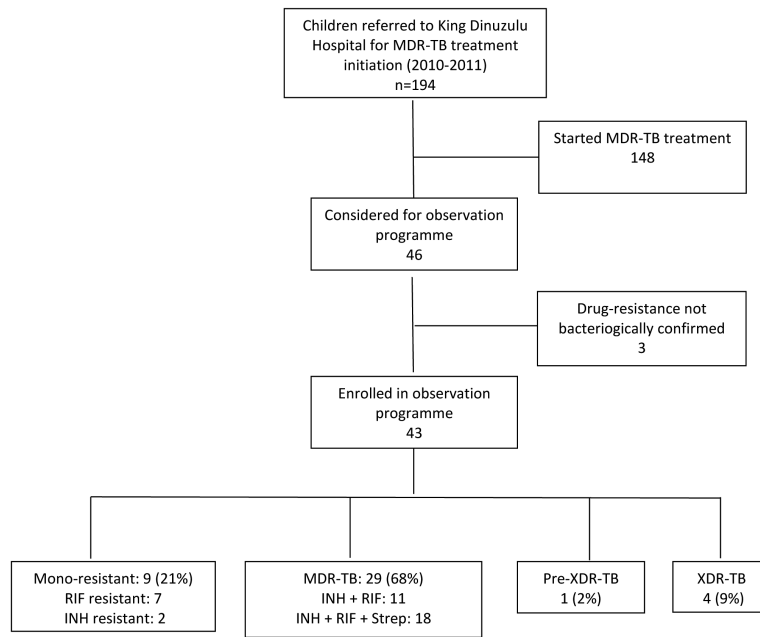 Children referred to King Dinuzulu
Hospital for MDR-TB treatment
initiation (2010-2011)
n=194
Started MDR-TB treatment
148
Considered for observation
programme
46
Drug-resistance not
bacteriogically confirmed
3
Enrolled in observation
programme
43
Mono-resistant: 9 (21%)
RIF resistant: 7
INH resistant: 2
MDR-TB: 29 (68%)
INH + RIF: 11
INH + RIF + Strep: 18
Pre-XDR-TB
1 (2%)
XDR-TB
4 (9%)